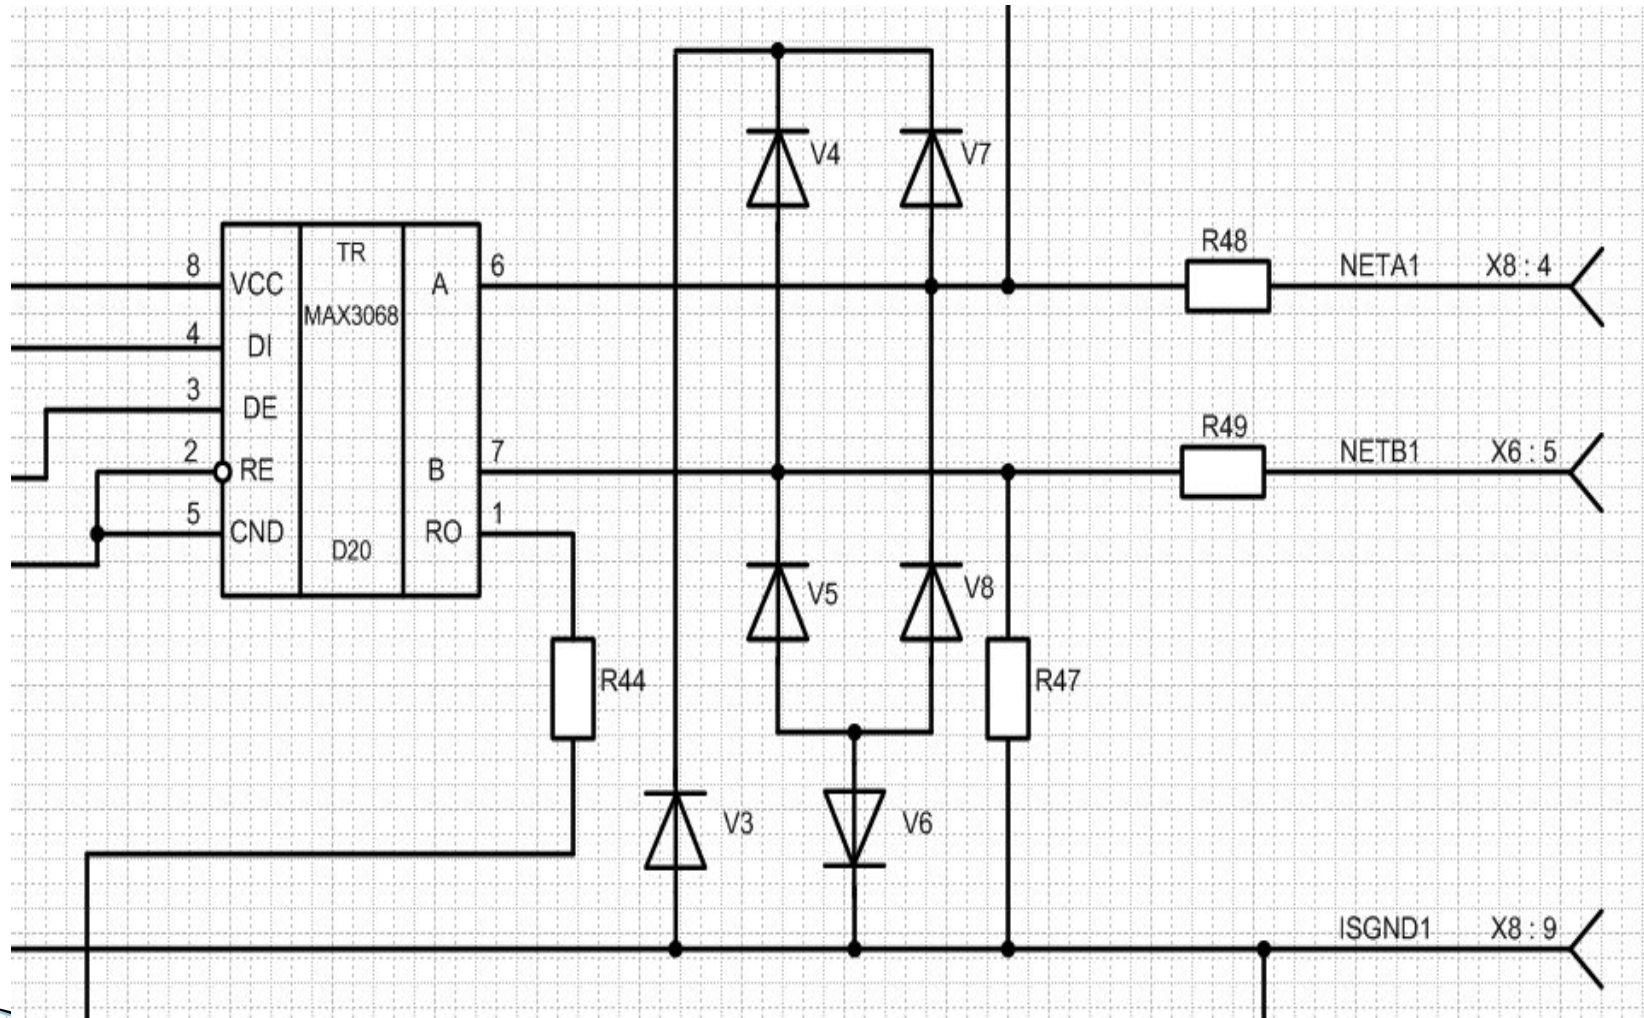 V4
V7
TR
MAX3068
D20
8
VCC
4
DI
3
DE
2
RE
5
CND
A
6
B
7
RO
1
R48
NETA1
X8 : 4
R49
NETB1
X6 : 5
V5
V8
R44
R47
V3
V6
ISGND1
X8 : 9